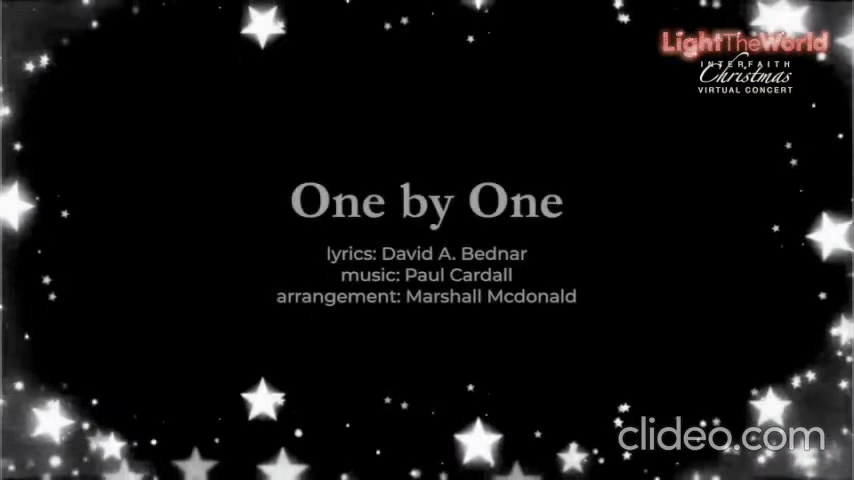 LightTheWorld
INTERFAITH
Christmas
VIRTUAL CONCERT
One by One
lyrics: David A. Bednar
music: Paul Cardall
arrangement: Marshall Mcdonald
clideo.com